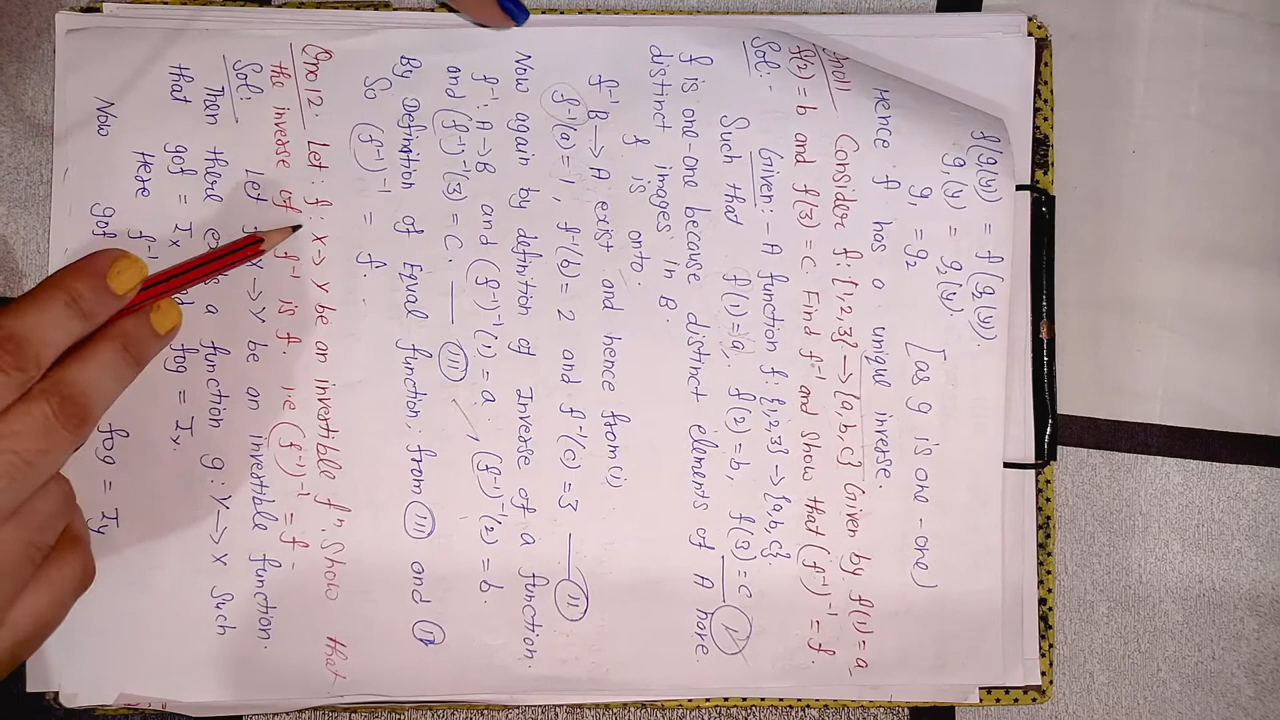 f(g₁(y)) = f(g₂(y)).
g₁(y) = g₂(y).
g₁ = g₂ [as g is one-one)
Hence f has a unique inverse.
Consider f: {1,2,3} → {a,b,c} Given by f(1) = a
f(2) = b and f(3) = c. Find f⁻¹ and show that (f⁻¹)⁻¹ = f.
Sol:- Given:- A function f: {1,2,3} → {a,b,c}.
Such that f(1)=a, f(2)=b, f(3)=c
f is one-one because distinct elements of A have
distinct images in B.
f is onto.
f⁻¹ B → A exist and hence from (i)
f⁻¹(a)=1, f⁻¹(b)=2 and f⁻¹(c)=3 — (II)
Now again by definition of Inverse of a function.
f⁻¹: A → B and (f⁻¹)⁻¹(1) = a, (f⁻¹)⁻¹(2) = b.
and (f⁻¹)⁻¹(3) = c. — (III)
By Definition of Equal function, from (III) and
So (f⁻¹)⁻¹ = f.
Qno 12. Let: f: x → y be an invertible fⁿ. Show that
the inverse of f⁻¹ is f. i.e (f⁻¹)⁻¹ = f
Sol: Let x → Y be an invertible function.
Then there a function g: Y → X such
that gof = Iₓ fog = Iᵧ.
Here f⁻¹
Now gof fog = Iy